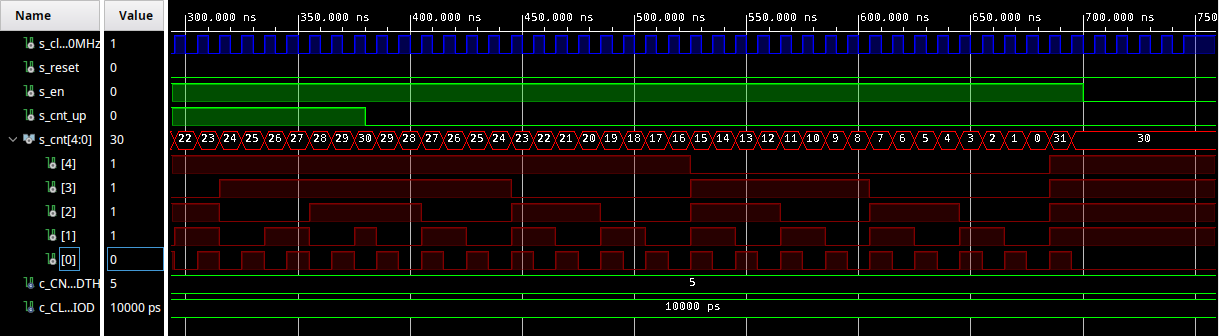 Name Value 300.000 ns 350.000 ns 400.000 ns 450.000 ns 500.000 ns 550.000 ns 600.000 ns 650.000 ns 700.000 ns 750
s_cl...0MHz 1
s_reset 0
s_en 0
s_cnt_up 0
s_cnt[4:0] 30 22 23 24 25 26 27 28 29 30 29 28 27 26 25 24 23 22 21 20 19 18 17 16 15 14 13 12 11 10 9 8 7 6 5 4 3 2 1 0 31 30
[4] 1
[3] 1
[2] 1
[1] 1
[0] 0
c_CN...DTH 5 5
c_CL...IOD 10000 ps 10000 ps